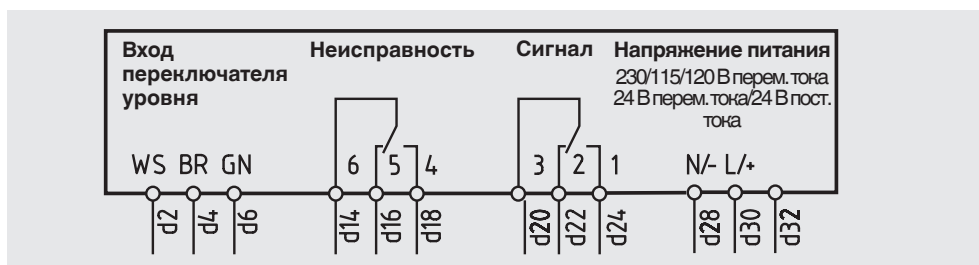 Вход
переключателя
уровня
Неисправность
Сигнал
Напряжение питания
230/115/120 В перем. тока
24 В перем. тока/24 В пост.
тока
WS BR GN
6 5 4
3 2 1
N/- L/+
d2 d4 d6
d14 d16 d18
d20 d22 d24
d28 d30 d32